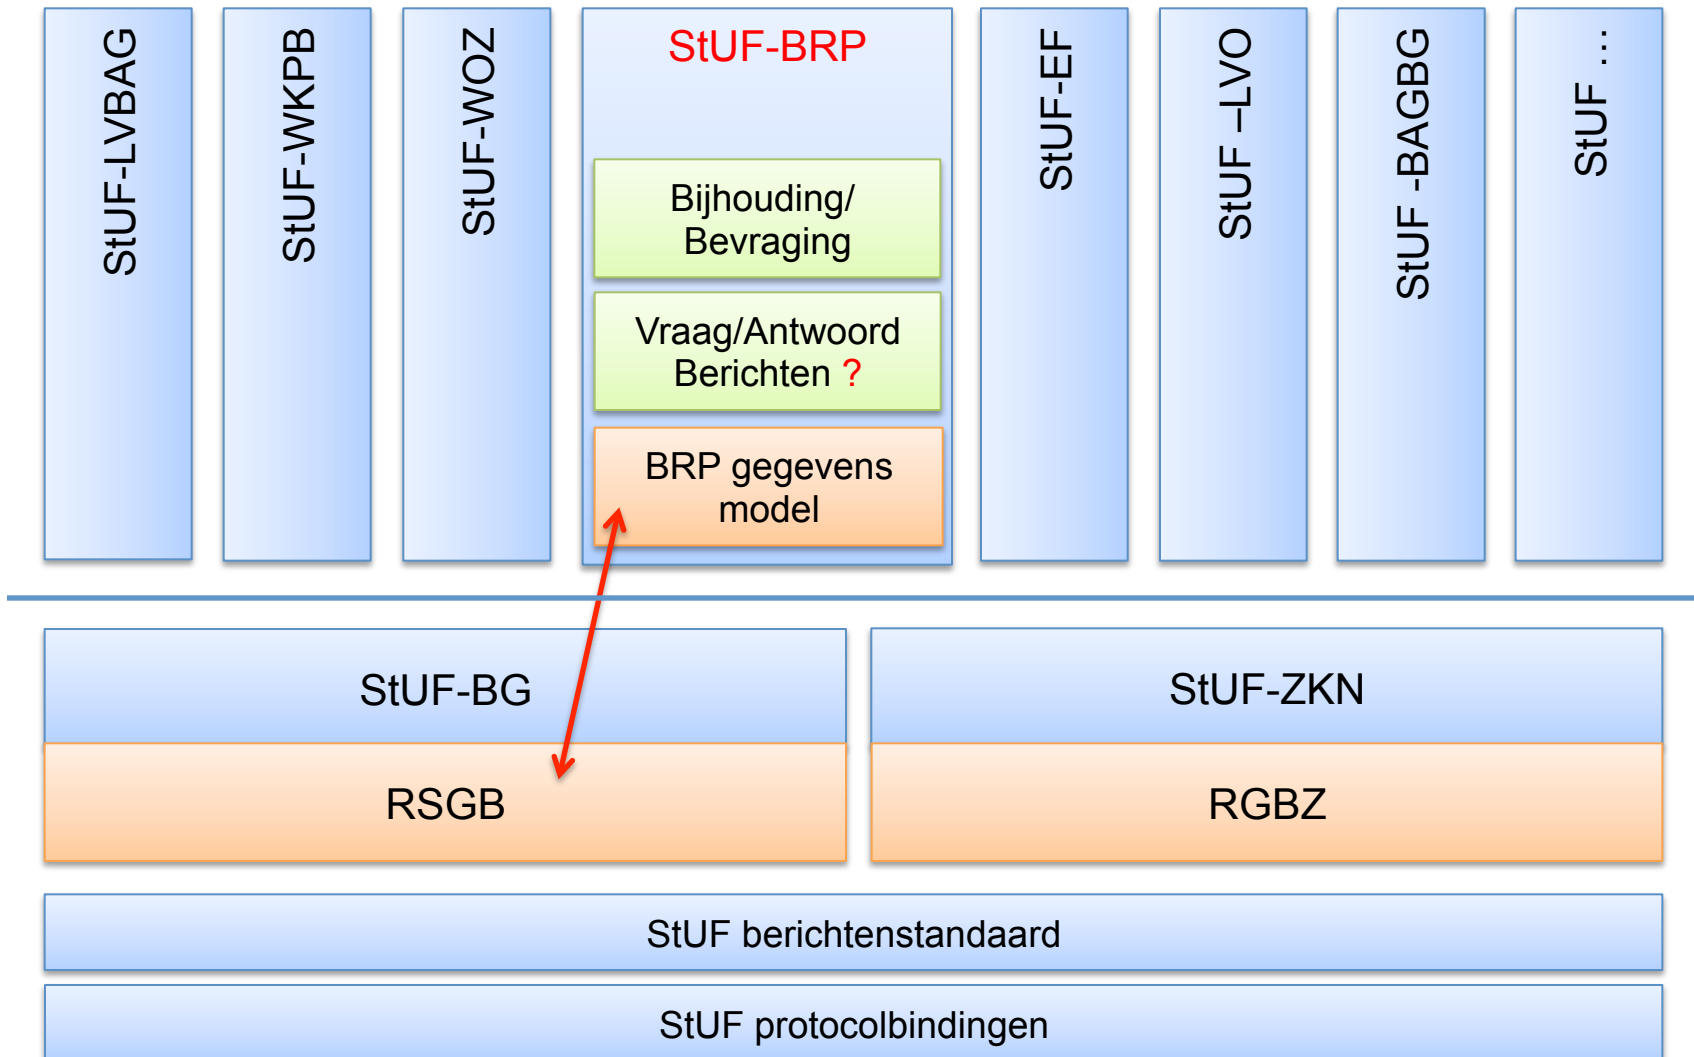 StUF-LVBAG
StUF-WKPB
StUF-WOZ
StUF-BRP
Bijhouding/
Bevraging
Vraag/Antwoord
Berichten ?
BRP gegevens
model
StUF-EF
StUF –LVO
StUF -BAGBG
StUF ...
StUF-BG
StUF-ZKN
RSGB
RGBZ
StUF berichtenstandaard
StUF protocolbindingen